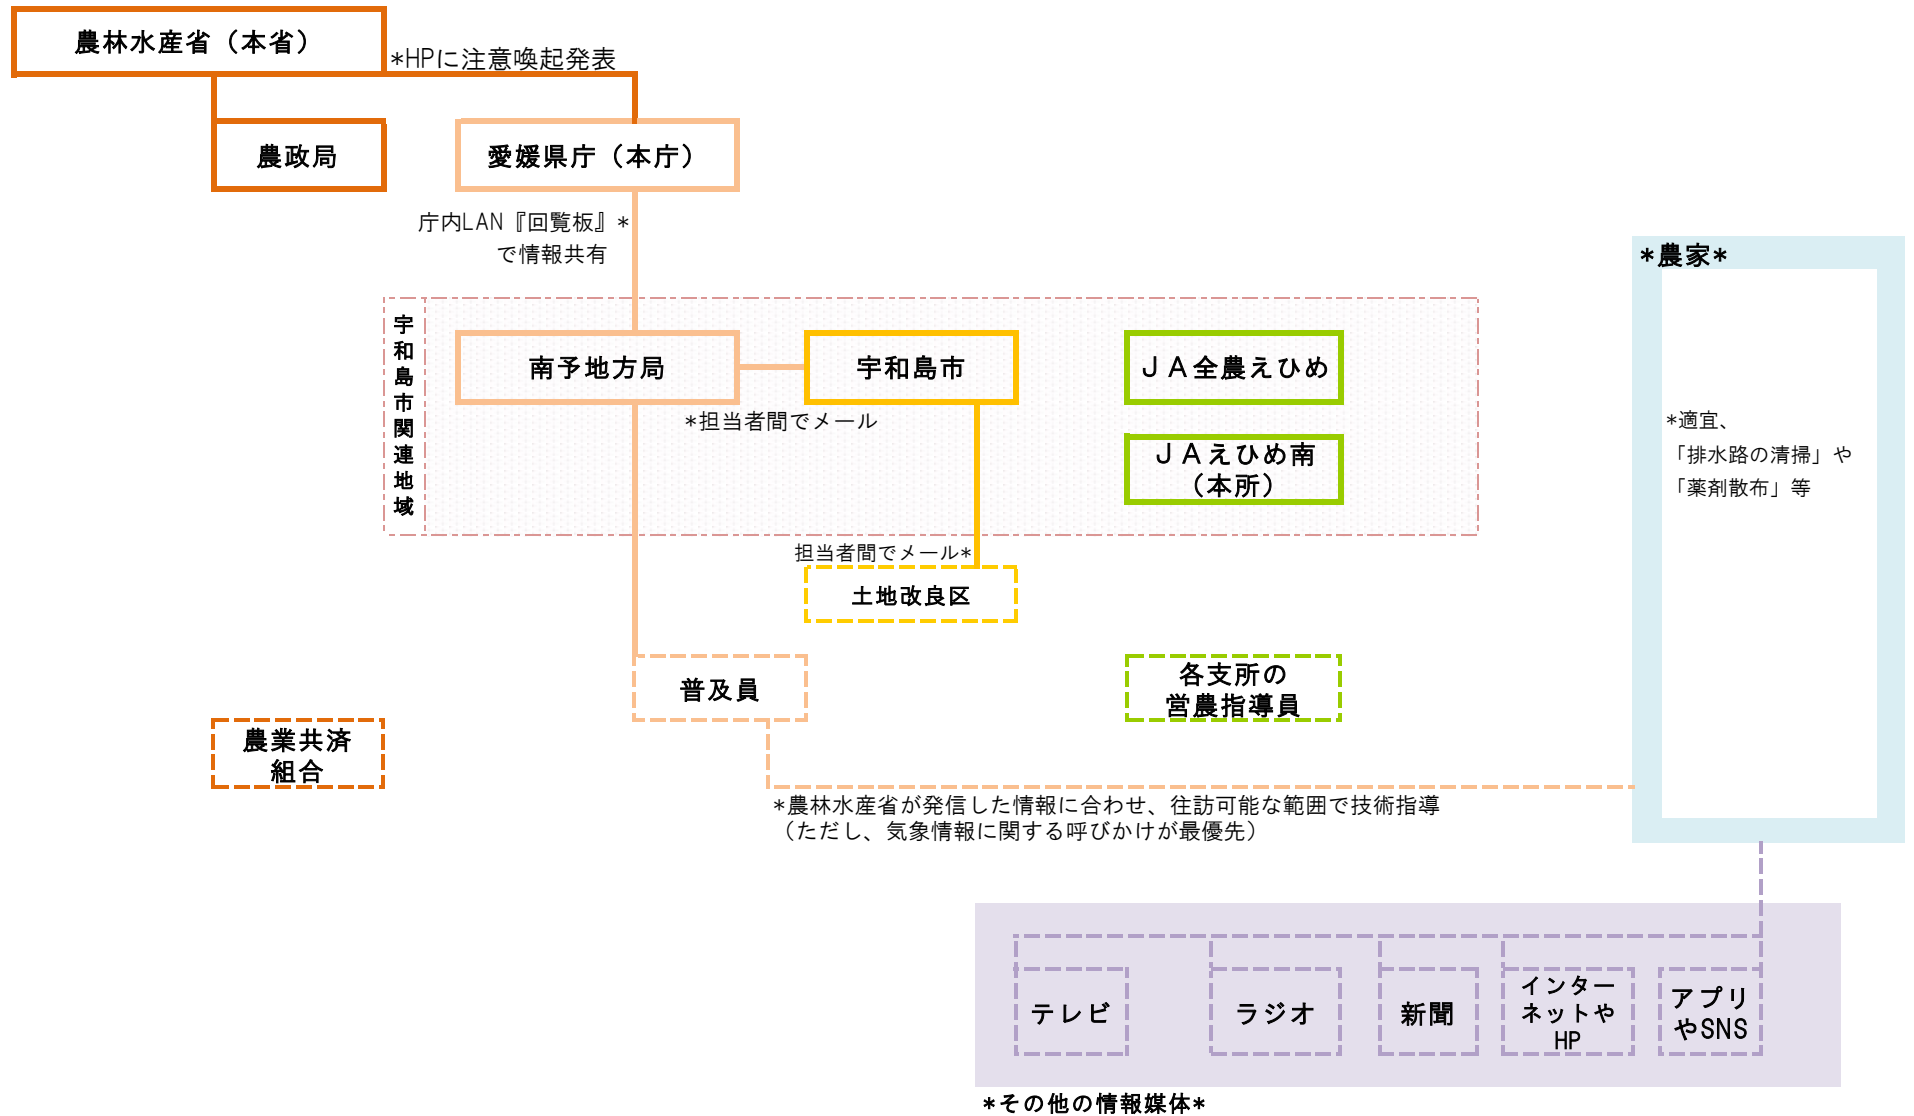 農林水産省（本省）
*HPに注意喚起発表
農政局
愛媛県庁（本庁）
庁内LAN『回覧板』*
で情報共有
*農家*
宇和島市関連地域
南予地方局
宇和島市
ＪＡ全農えひめ
*担当者間でメール
ＪＡえひめ南
（本所）
*適宜、
「排水路の清掃」や
「薬剤散布」等
担当者間でメール*
土地改良区
普及員
各支所の
営農指導員
農業共済
組合
*農林水産省が発信した情報に合わせ、往訪可能な範囲で技術指導
（ただし、気象情報に関する呼びかけが最優先）
テレビ
ラジオ
新聞
インター
ネットや
HP
アプリ
やSNS
*その他の情報媒体*